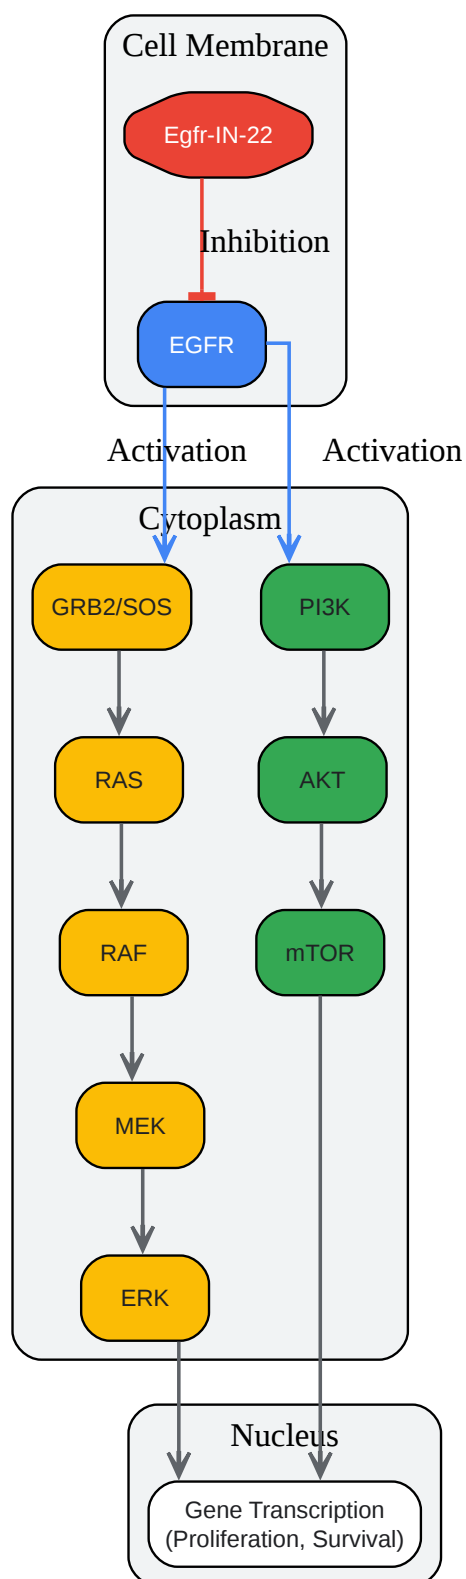 Cell Membrane
Egfr-IN-22
Inhibition
EGFR
Activation
Activation
Cytoplasm
GRB2/SOS
PI3K
RAS
AKT
RAF
mTOR
MEK
ERK
Nucleus
Gene Transcription
(Proliferation, Survival)